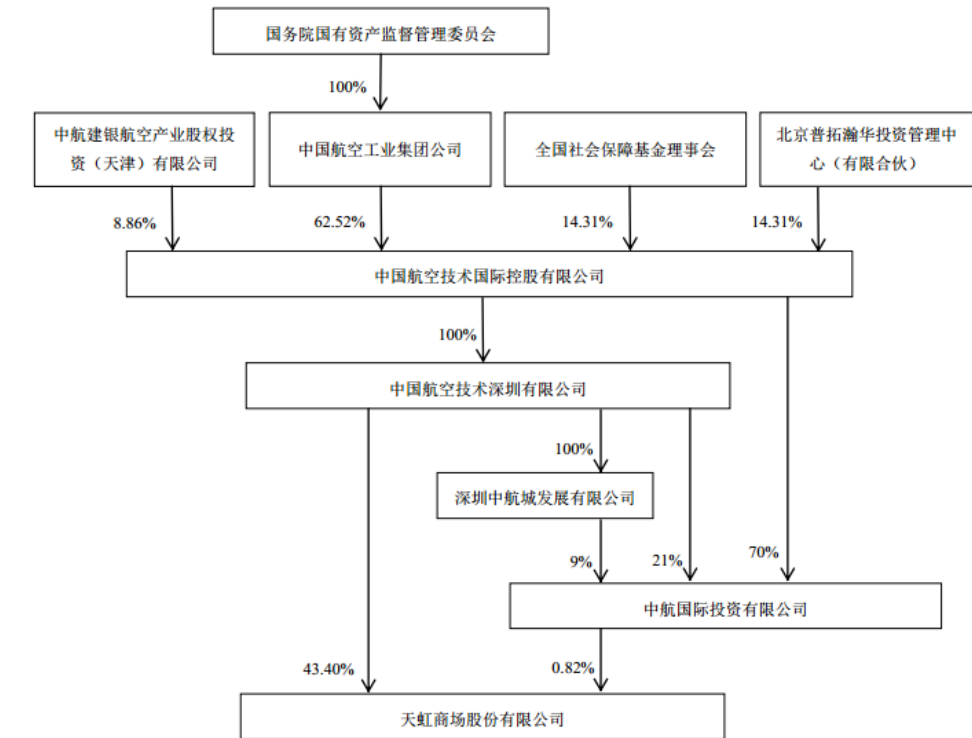 国务院国有资产监督管理委员会
100%
中航建银航空产业股权投
资（天津）有限公司
中国航空工业集团公司
全国社会保障基金理事会
北京普拓瀚华投资管理中
心（有限合伙）
8.86%
62.52%
14.31%
14.31%
中国航空技术国际控股有限公司
100%
中国航空技术深圳有限公司
100%
深圳中航城发展有限公司
9%
21%
70%
中航国际投资有限公司
43.40%
0.82%
天虹商场股份有限公司